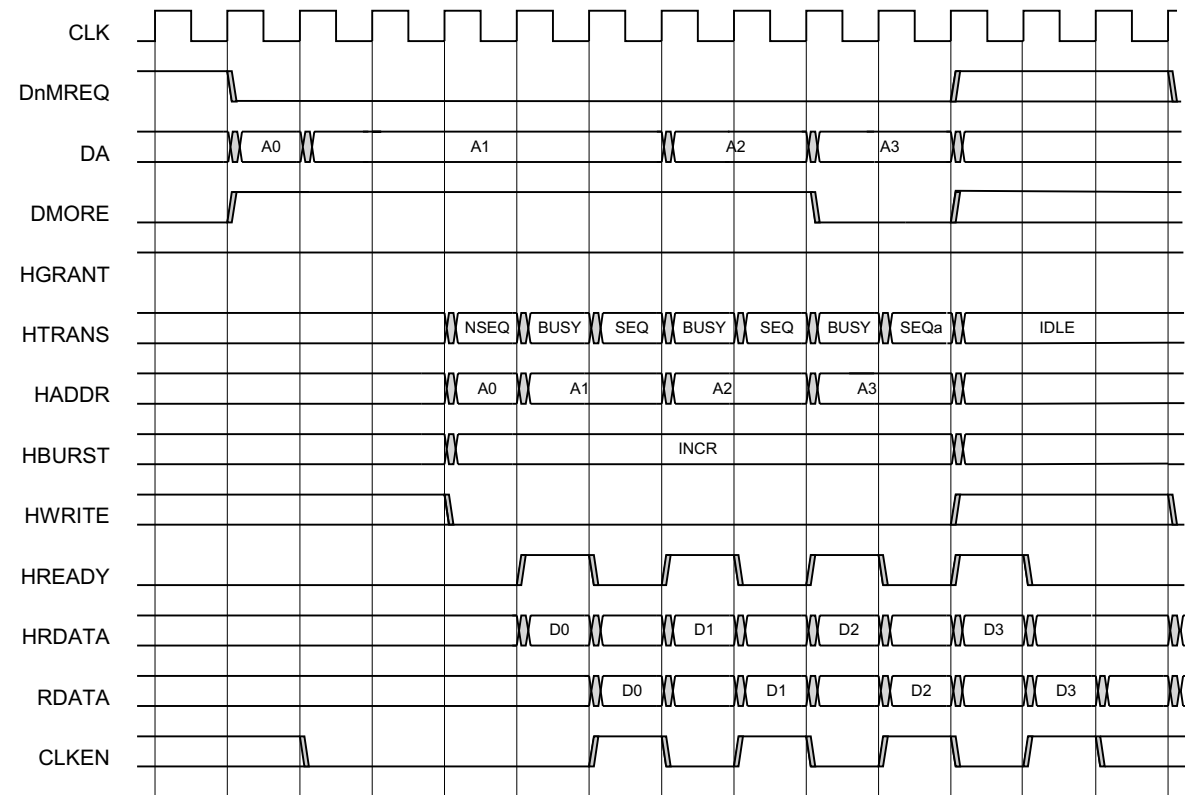 CLK
DnMREQ
DA A0 A1 A2 A3
DMORE
HGRANT
HTRANS NSEQ BUSY SEQ BUSY SEQ BUSY SEQa IDLE
HADDR A0 A1 A2 A3
HBURST INCR
HWRITE
HREADY
HRDATA D0 D1 D2 D3
RDATA D0 D1 D2 D3
CLKEN